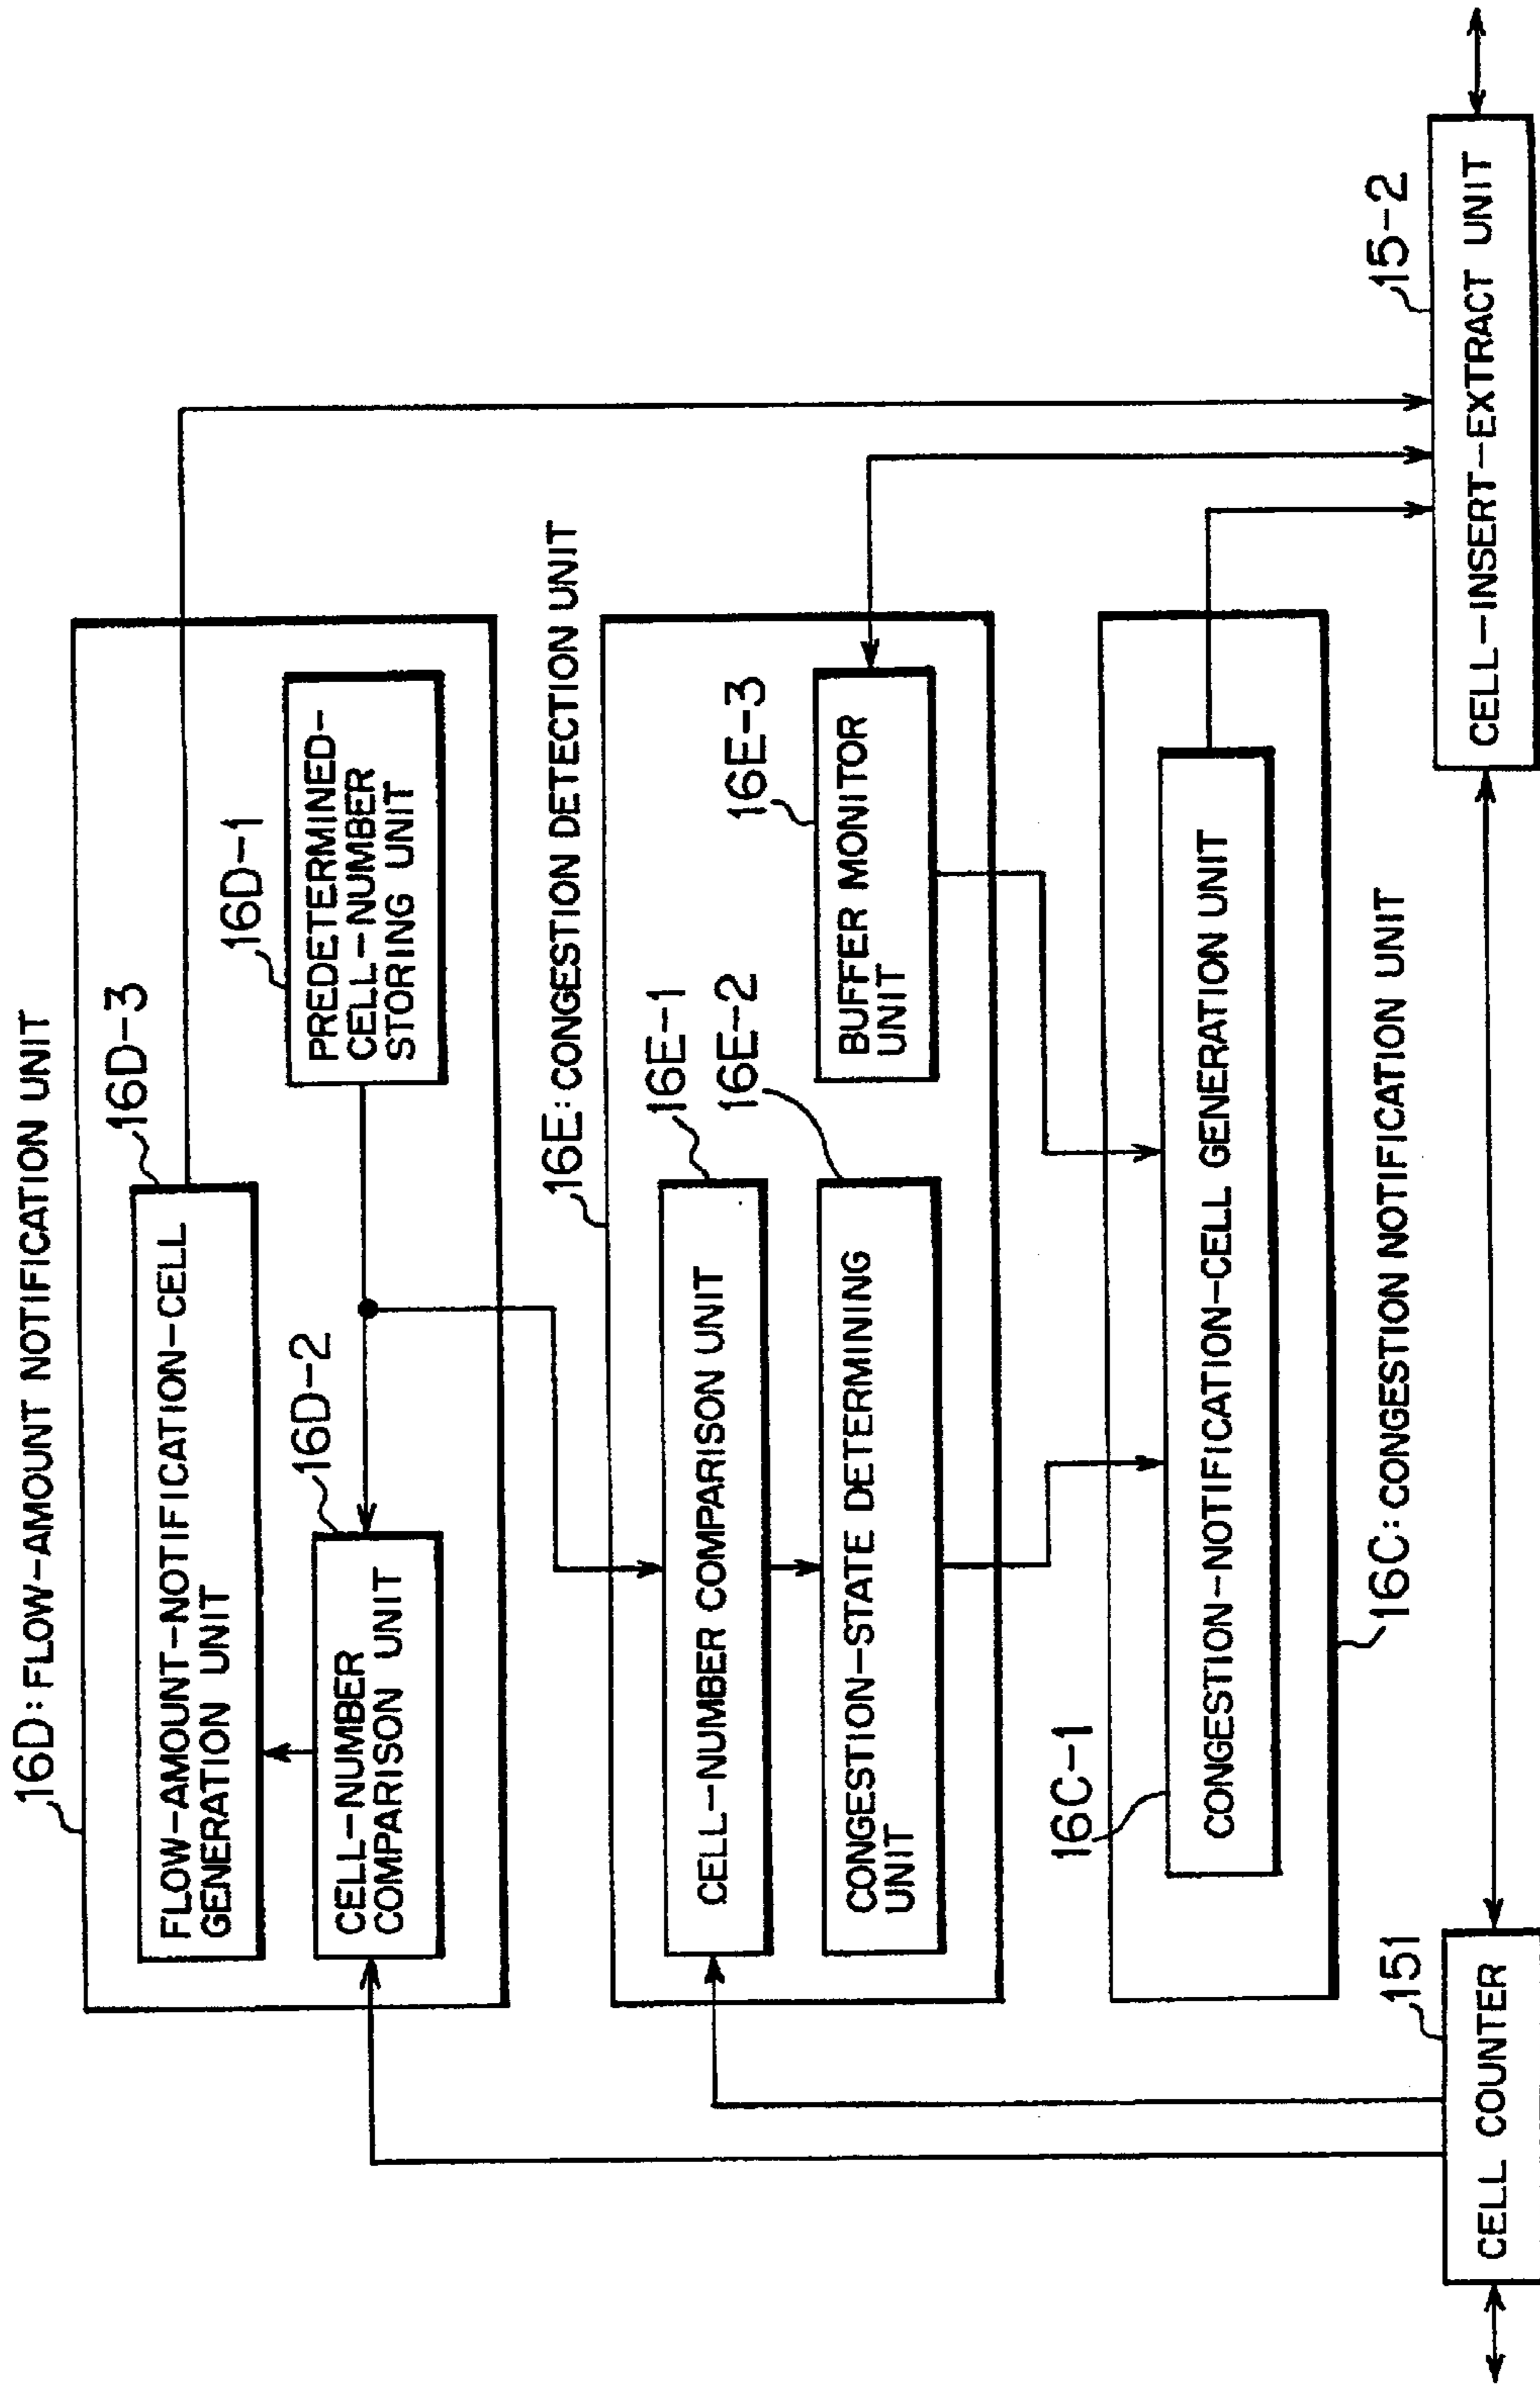 16D: FLOW-AMOUNT NOTIFICATION UNIT
16D-3
FLOW-AMOUNT-NOTIFICATION-CELL
GENERATION UNIT
16D-1
PREDETERMINED-
CELL-NUMBER
STORING UNIT
16D-2
CELL-NUMBER
COMPARISON UNIT
16E: CONGESTION DETECTION UNIT
16E-1
CELL-NUMBER COMPARISON UNIT
16E-2
CONGESTION-STATE DETERMINING
UNIT
16E-3
BUFFER MONITOR
UNIT
16C-1
CONGESTION-NOTIFICATION-CELL GENERATION UNIT
16C: CONGESTION NOTIFICATION UNIT
151
CELL COUNTER
15-2
CELL-INSERT-EXTRACT UNIT